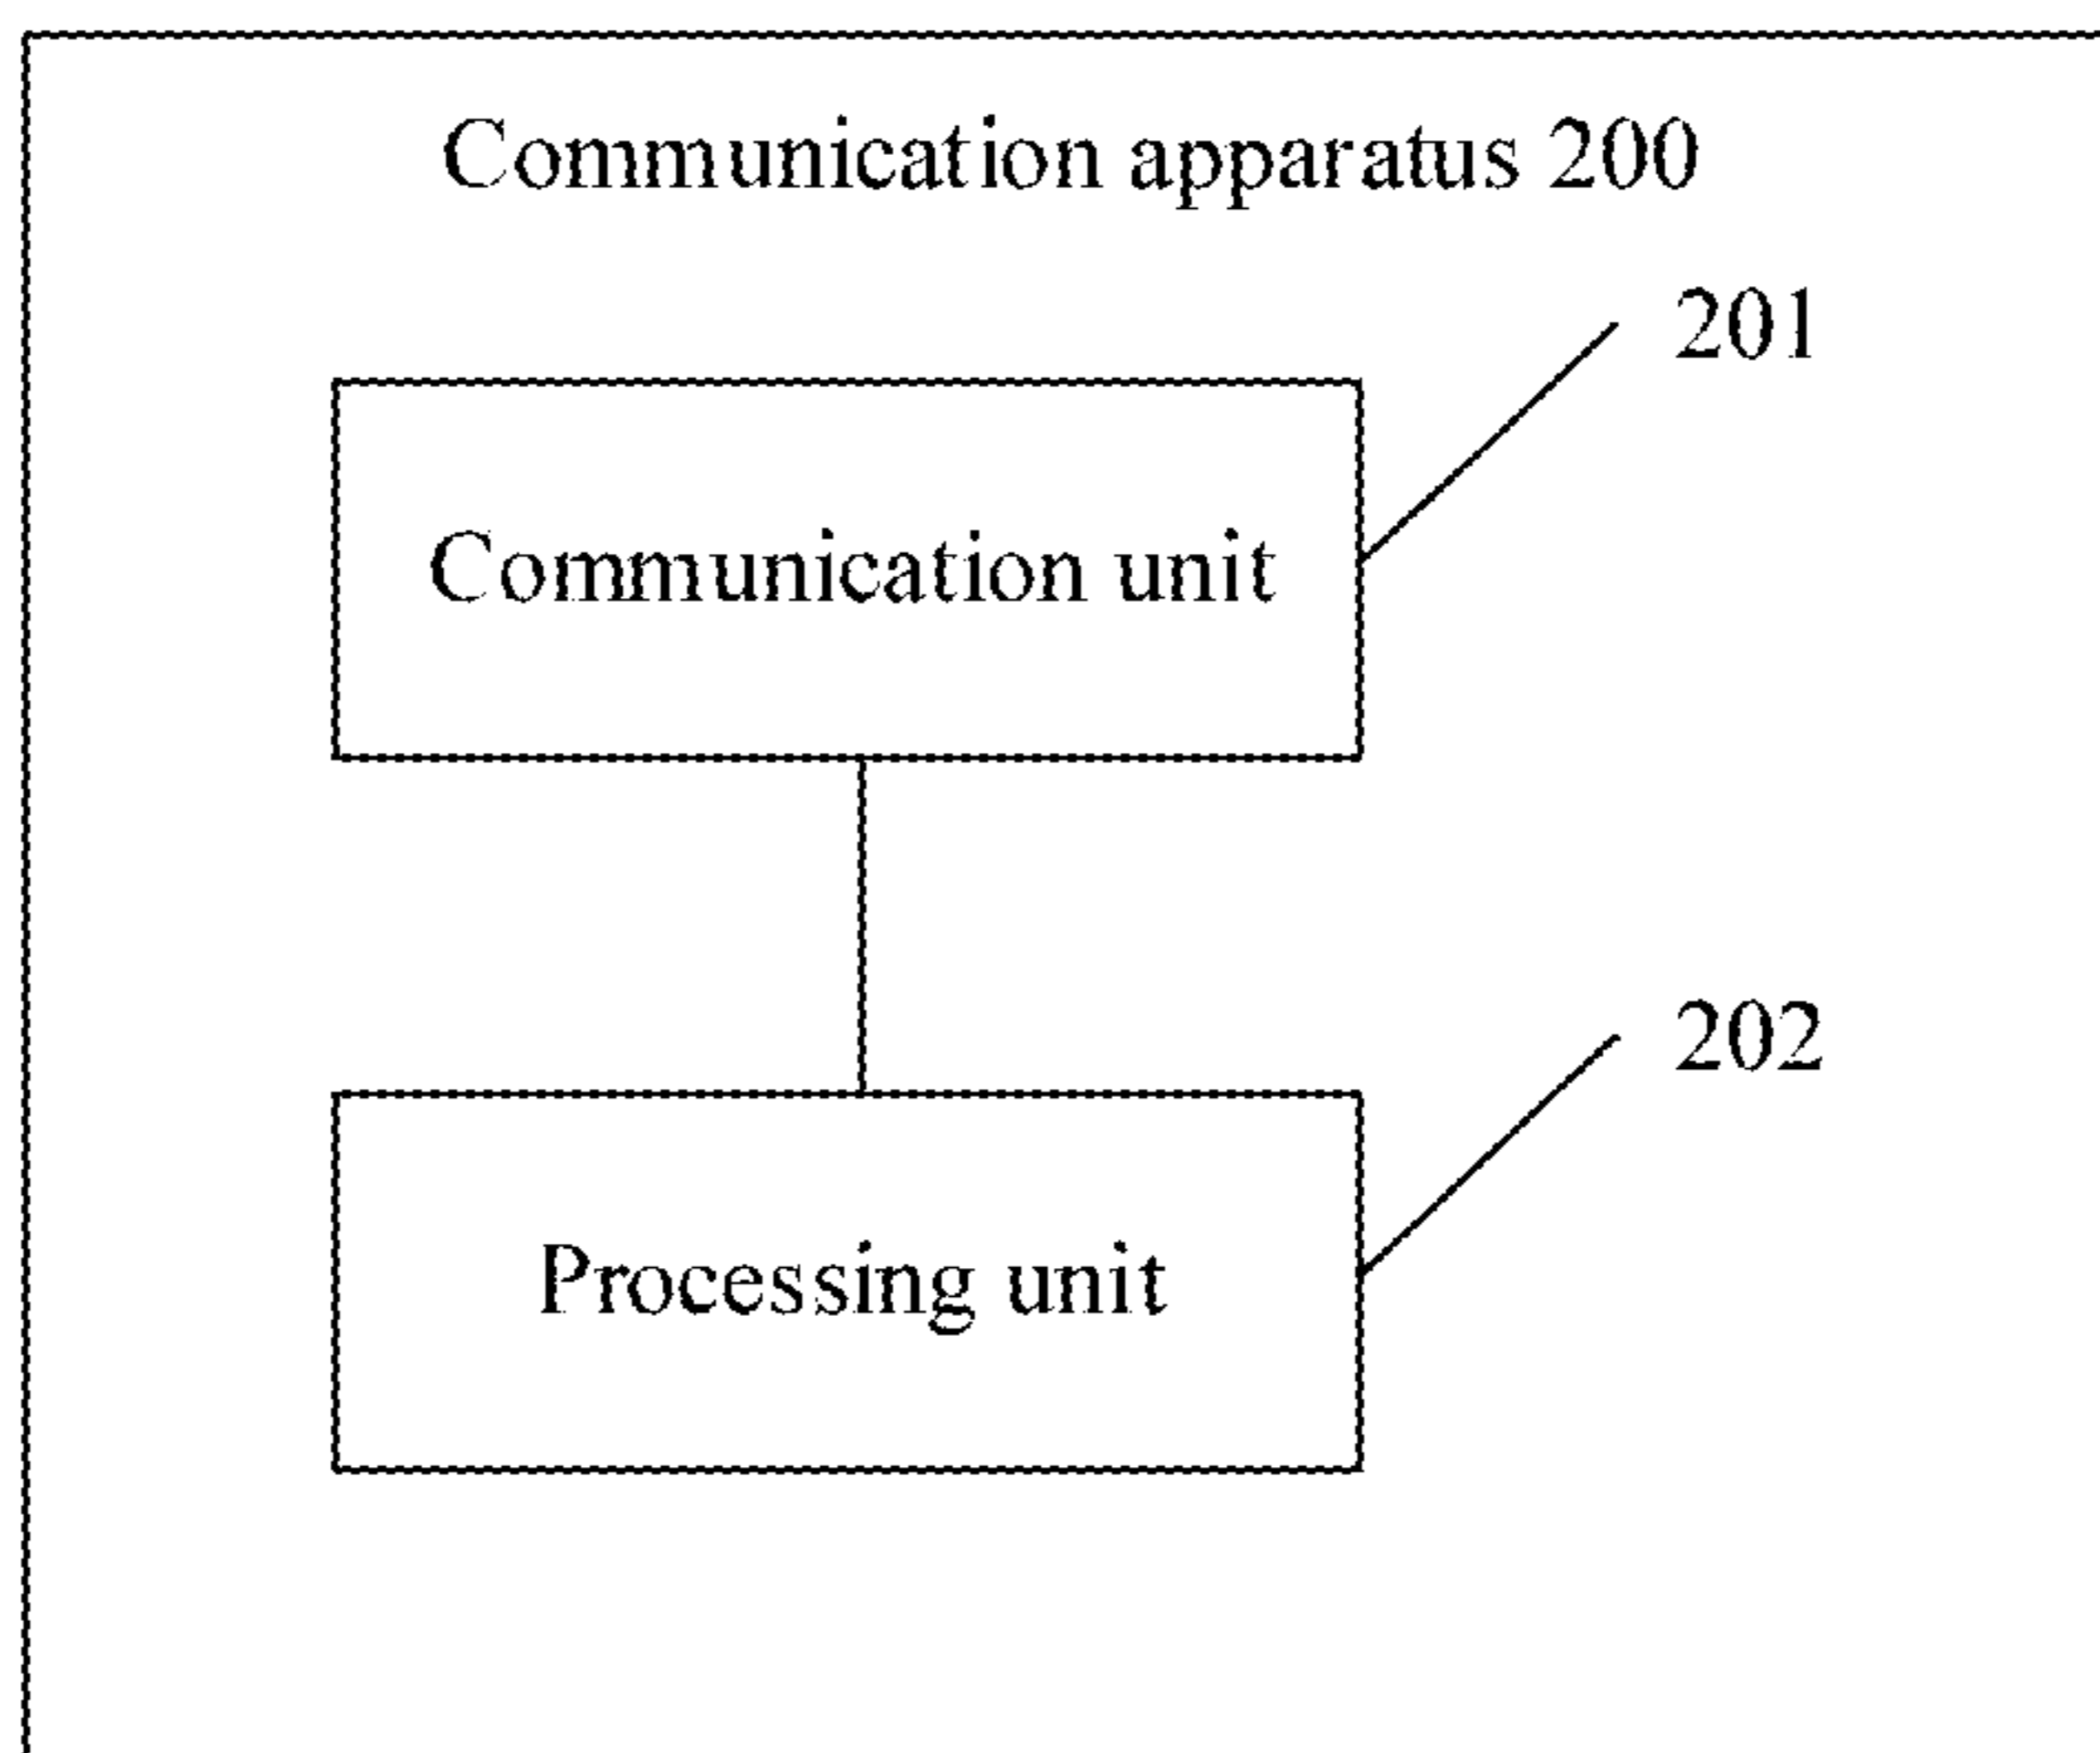 Communication apparatus 200
201
Communication unit
202
Processing unit